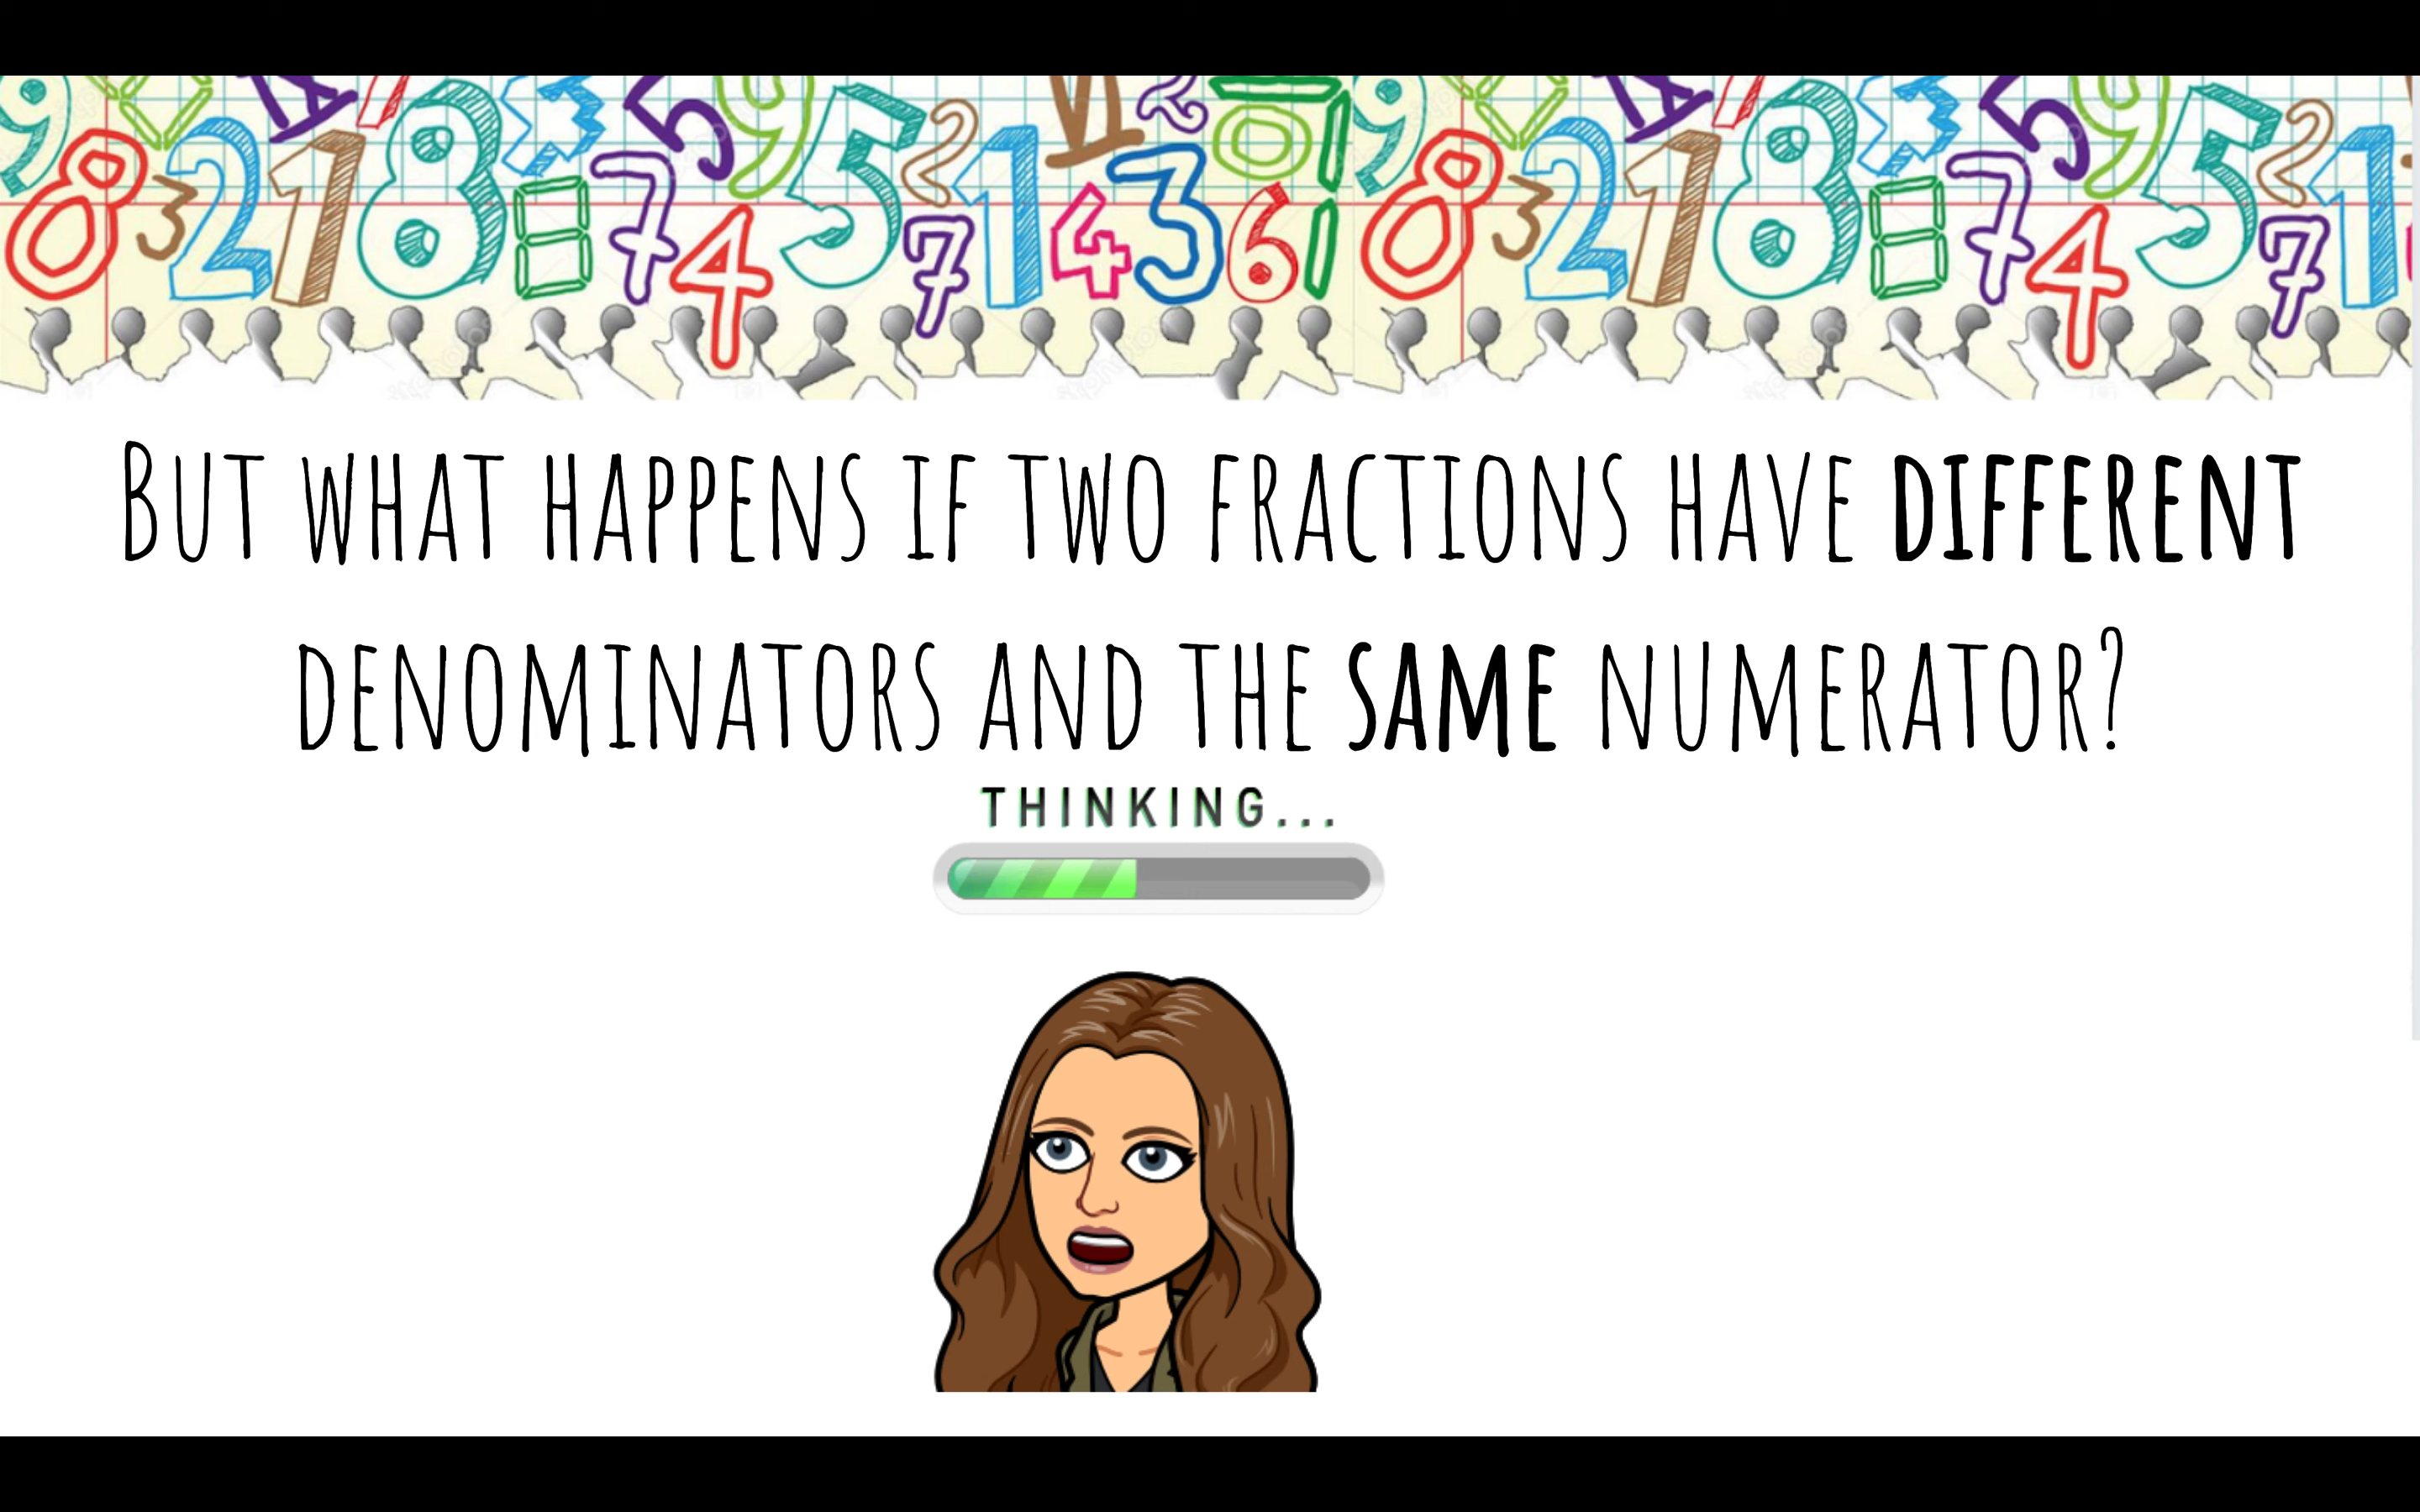 But what happens if two fractions have different
denominators and the same numerator?
THINKING...